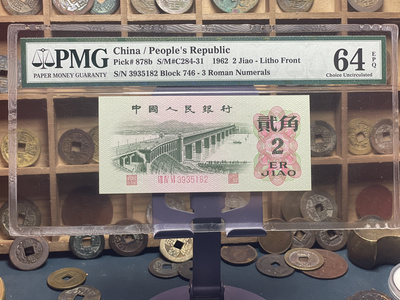 PMG
PAPER MONEY GUARANTY
China / People's Republic
Pick# 878b S/M#C284-31 1962 2 Jiao - Litho Front
S/N 3935182 Block 746 - 3 Roman Numerals
64 EPQ
Choice Uncirculated
中國人民銀行
貳角
2
ER
JIAO
3935182